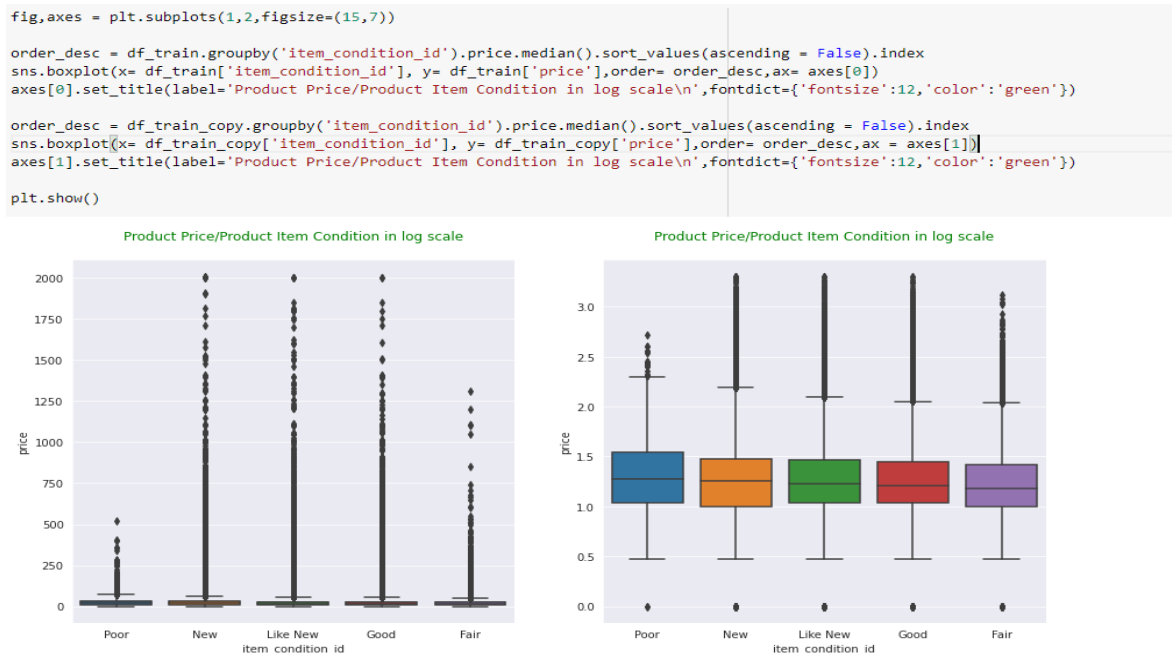 fig,axes = plt.subplots(1,2,figsize=(15,7))
order_desc = df_train.groupby('item_condition_id').price.median().sort_values(ascending = False).index
sns.boxplot(x= df_train['item_condition_id'], y= df_train['price'],order= order_desc,ax= axes[0])
axes[0].set_title(label='Product Price/Product Item Condition in log scale\n',fontdict={'fontsize':12,'color':'green'})
order_desc = df_train_copy.groupby('item_condition_id').price.median().sort_values(ascending = False).index
sns.boxplot(x= df_train_copy['item_condition_id'], y= df_train_copy['price'],order= order_desc,ax = axes[1])
axes[1].set_title(label='Product Price/Product Item Condition in log scale\n',fontdict={'fontsize':12,'color':'green'})
plt.show()
Product Price/Product Item Condition in log scale
2000
1750
1500
1250
1000
750
500
250
0
price
Poor New Like New Good Fair
item_condition_id
Product Price/Product Item Condition in log scale
3.0
2.5
2.0
1.5
1.0
0.5
0.0
price
Poor New Like New Good Fair
item_condition_id